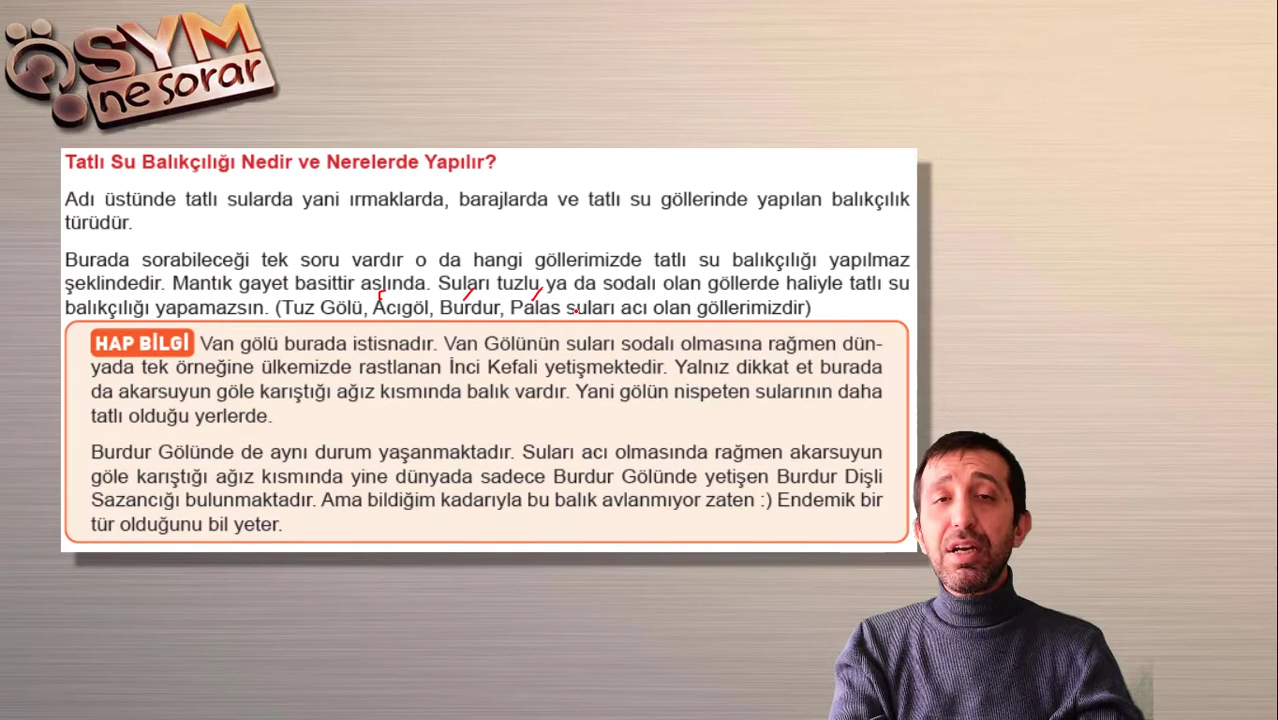 ÖSYM
ne sorar
Tatlı Su Balıkçılığı Nedir ve Nerelerde Yapılır?
Adı üstünde tatlı sularda yani ırmaklarda, barajlarda ve tatlı su göllerinde yapılan balıkçılık
türüdür.
Burada sorabileceği tek soru vardır o da hangi göllerimizde tatlı su balıkçılığı yapılmaz
şeklindedir. Mantık gayet basittir aslında. Suları tuzlu ya da sodalı olan göllerde haliyle tatlı su
balıkçılığı yapamazsın. (Tuz Gölü, Acıgöl, Burdur, Palas suları acı olan göllerimizdir)
HAP BİLGİ Van gölü burada istisnadır. Van Gölünün suları sodalı olmasına rağmen dün-
yada tek örneğine ülkemizde rastlanan İnci Kefali yetişmektedir. Yalnız dikkat et burada
da akarsuyun göle karıştığı ağız kısmında balık vardır. Yani gölün nispeten sularının daha
tatlı olduğu yerlerde.
Burdur Gölünde de aynı durum yaşanmaktadır. Suları acı olmasında rağmen akarsuyun
göle karıştığı ağız kısmında yine dünyada sadece Burdur Gölünde yetişen Burdur Dişli
Sazancığı bulunmaktadır. Ama bildiğim kadarıyla bu balık avlanmıyor zaten :) Endemik bir
tür olduğunu bil yeter.